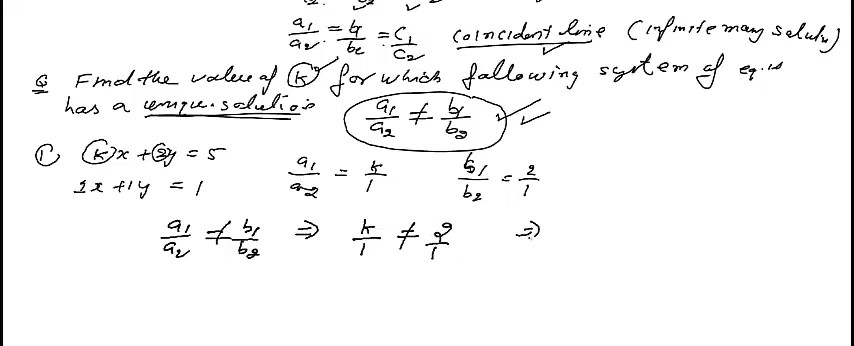 a1/a2 = b1/b2 = c1/c2 coincident line (infinite many solutn)
Q Find the value of k for which following system of eq. is
has a unique solution a1/a2 ≠ b1/b2
① kx + 2y = 5 a1/a2 = k/1 b1/b2 = 2/1
1x + 1y = 1
a1/a2 ≠ b1/b2 ⇒ k/1 ≠ 2/1 ⇒